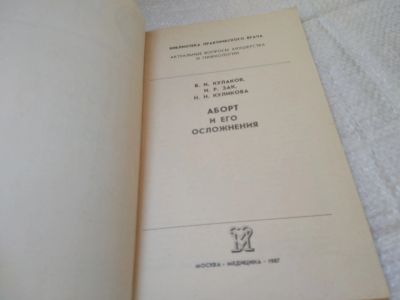 БИБЛИОТЕКА ПРАКТИЧЕСКОГО ВРАЧА
АКТУАЛЬНЫЕ ВОПРОСЫ АКУШЕРСТВА
И ГИНЕКОЛОГИИ
В. И. КУЛАКОВ,
И. Р. ЗАК,
Н. Н. КУЛИКОВА
АБОРТ
И ЕГО
ОСЛОЖНЕНИЯ
МОСКВА · МЕДИЦИНА · 1987